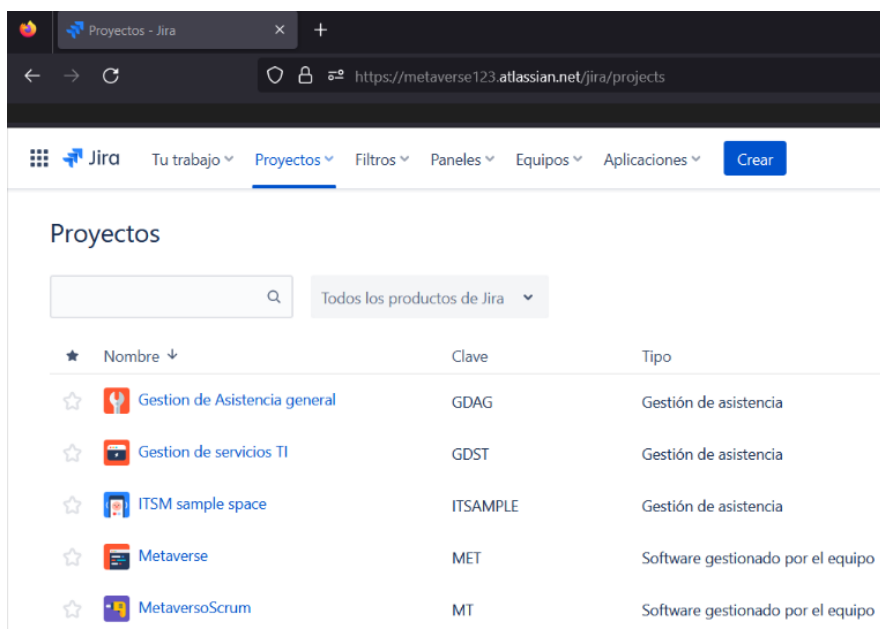 Proyectos - Jira
https://metaverse123.atlassian.net/jira/projects
Jira Tu trabajo Proyectos Filtros Paneles Equipos Aplicaciones Crear
Proyectos
Todos los productos de Jira
Nombre Clave Tipo
Gestion de Asistencia general GDAG Gestión de asistencia
Gestion de servicios TI GDST Gestión de asistencia
ITSM sample space ITSAMPLE Gestión de asistencia
Metaverse MET Software gestionado por el equipo
MetaversoScrum MT Software gestionado por el equipo